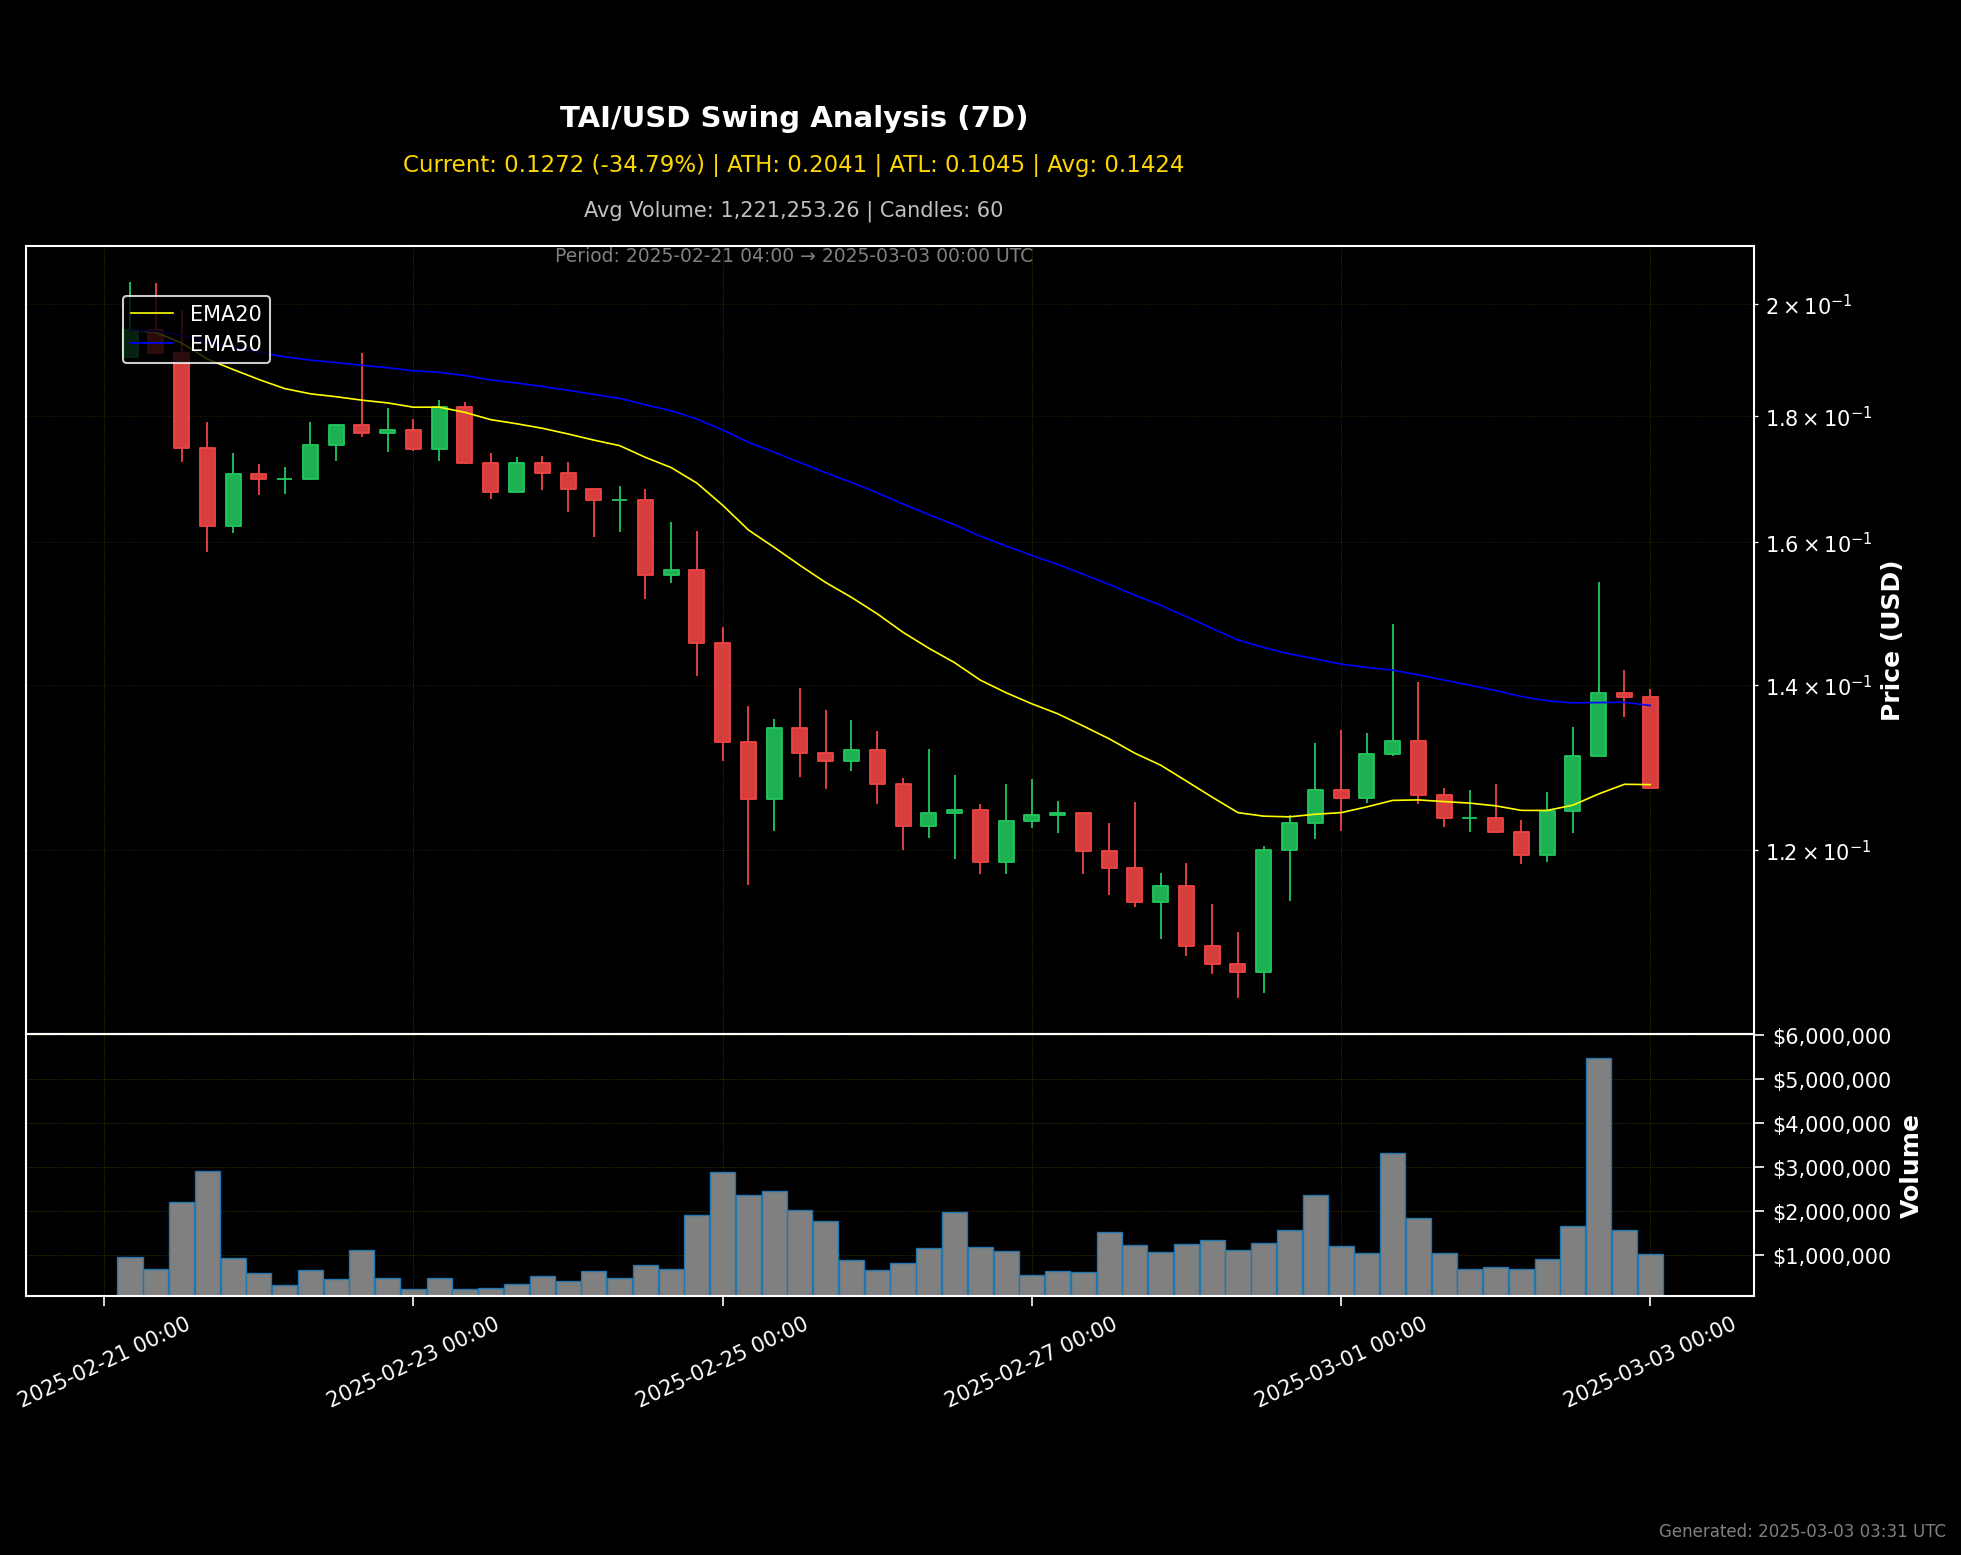 TAI/USD Swing Analysis (7D)
Current: 0.1272 (-34.79%) | ATH: 0.2041 | ATL: 0.1045 | Avg: 0.1424
Avg Volume: 1,221,253.26 | Candles: 60
Period: 2025-02-21 04:00 → 2025-03-03 00:00 UTC
EMA20
EMA50
2 × 10⁻¹
1.8 × 10⁻¹
1.6 × 10⁻¹
1.4 × 10⁻¹
1.2 × 10⁻¹
Price (USD)
$6,000,000
$5,000,000
$4,000,000
$3,000,000
$2,000,000
$1,000,000
Volume
2025-02-21 00:00
2025-02-23 00:00
2025-02-25 00:00
2025-02-27 00:00
2025-03-01 00:00
2025-03-03 00:00
Generated: 2025-03-03 03:31 UTC